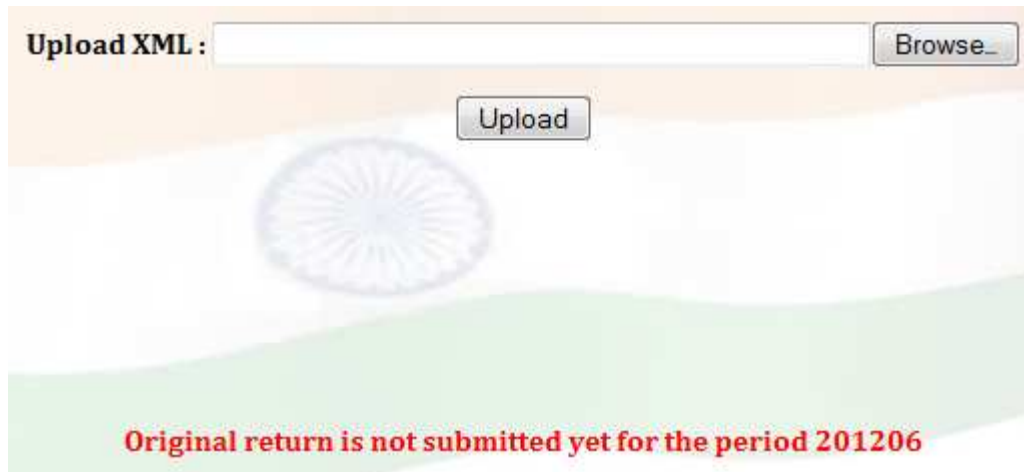 Upload XML : Browse...
Upload
Original return is not submitted yet for the period 201206